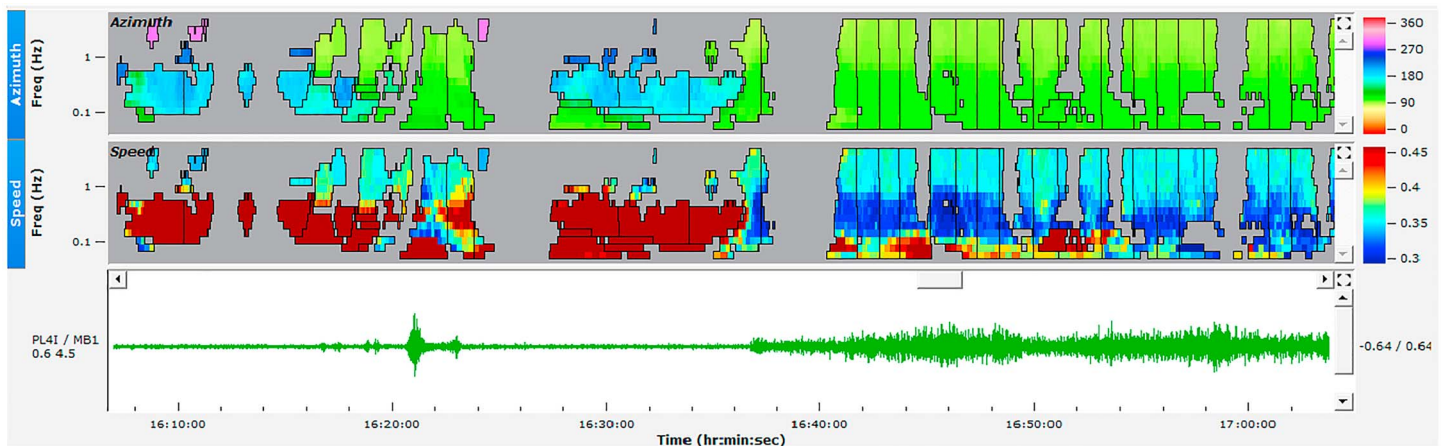 Azimuth
Azimuth
Freq (Hz)
1
0.1
360
270
180
90
0
Speed
Speed
Freq (Hz)
1
0.1
0.45
0.4
0.35
0.3
PL4I / MB1
0.6 4.5
-0.64 / 0.64
16:10:00
16:20:00
16:30:00
16:40:00
16:50:00
17:00:00
Time (hr:min:sec)